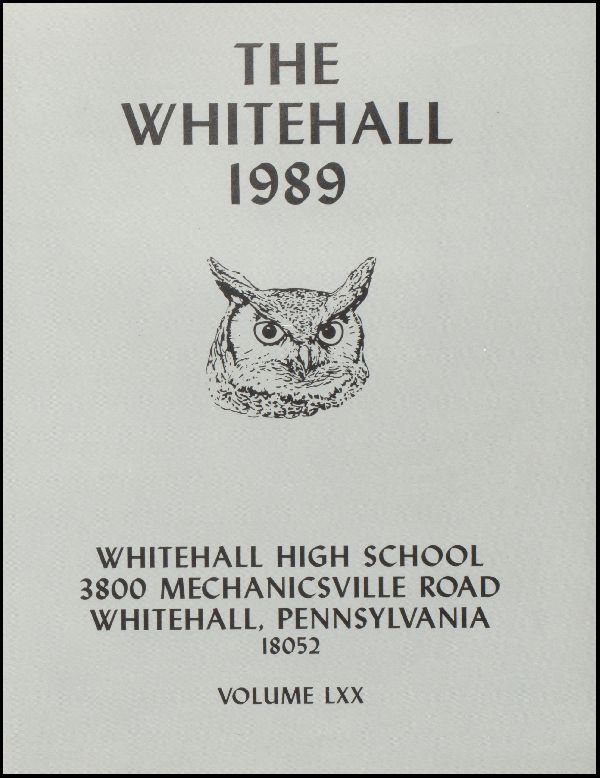 THE
WHITEHALL
1989
WHITEHALL HIGH SCHOOL
3800 MECHANICSVILLE ROAD
WHITEHALL, PENNSYLVANIA
18052
VOLUME LXX